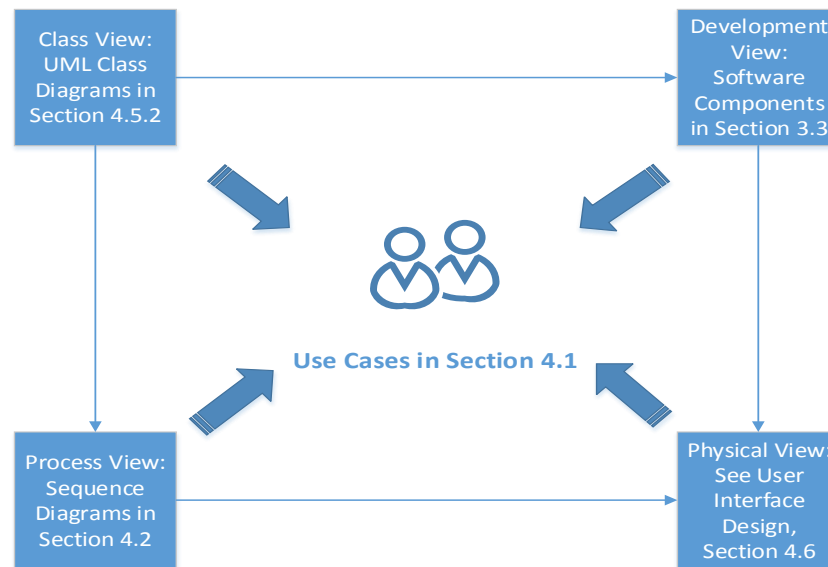 Class View:
UML Class
Diagrams in
Section 4.5.2
Development
View:
Software
Components
in Section 3.3
Use Cases in Section 4.1
Process View:
Sequence
Diagrams in
Section 4.2
Physical View:
See User
Interface
Design,
Section 4.6